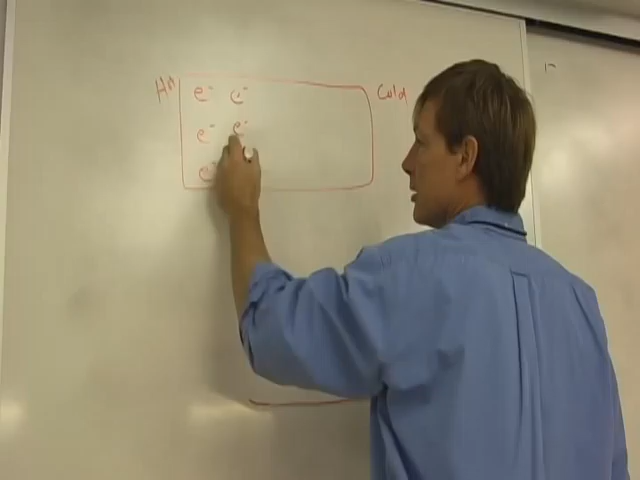 Hot e⁻ e⁻ Cold
e⁻ e⁻
e⁻